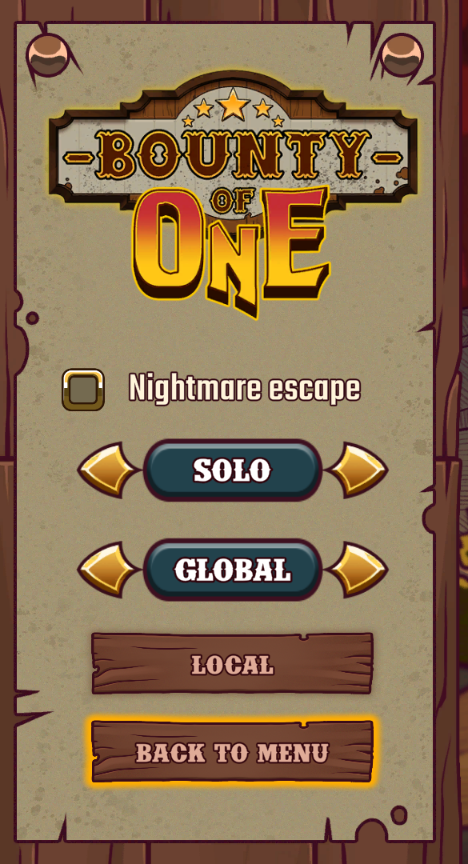 -BOUNTY-
OF
ONE
Nightmare escape
SOLO
GLOBAL
LOCAL
BACK TO MENU